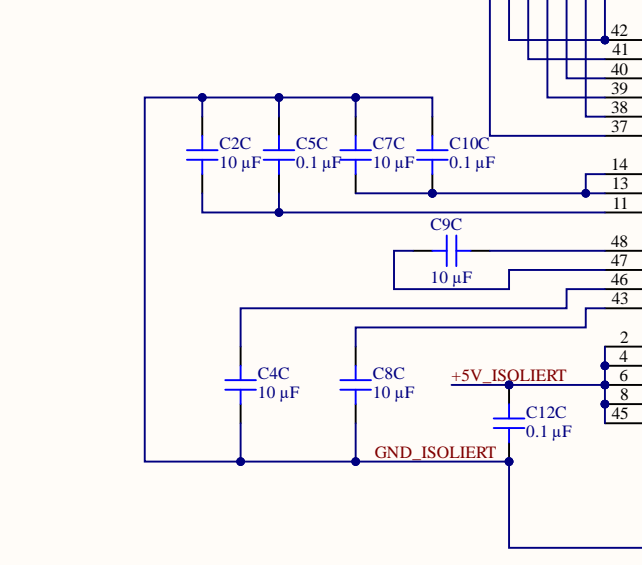 42
41
40
39
38
37
C2C
10 µF
C5C
0.1 µF
C7C
10 µF
C10C
0.1 µF
14
13
11
C9C
10 µF
48
47
46
43
C4C
10 µF
C8C
10 µF
+5V_ISOLIERT
2
4
6
8
45
C12C
0.1 µF
GND_ISOLIERT